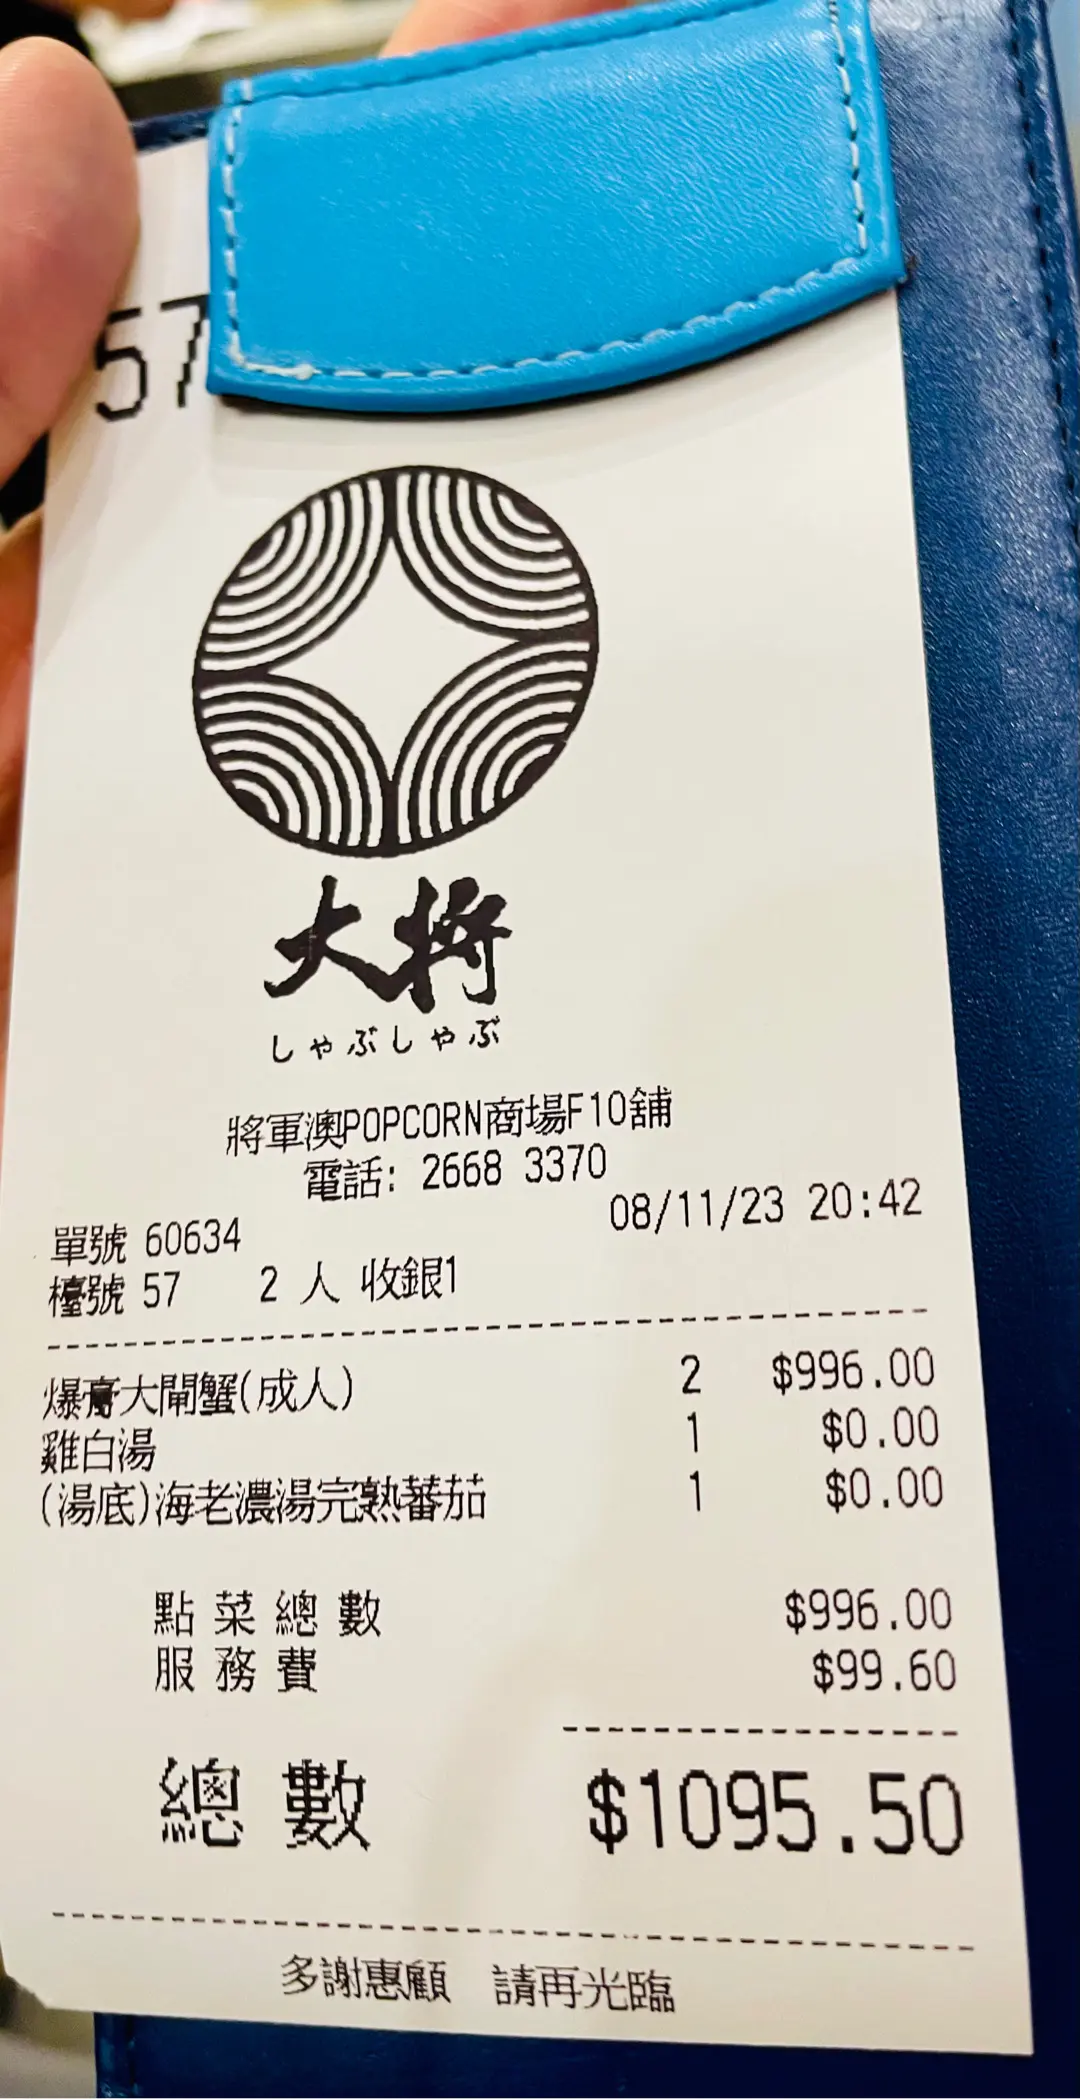 57
大将
しゃぶしゃぶ
將軍澳POPCORN商場F10舖
電話: 2668 3370
08/11/23 20:42
單號 60634
檯號 57 2 人 收銀1
爆膏大閘蟹(成人) 2 $996.00
雞白湯 1 $0.00
(湯底)海老濃湯完熟蕃茄 1 $0.00
點菜總數 $996.00
服務費 $99.60
總數 $1095.50
多謝惠顧 請再光臨